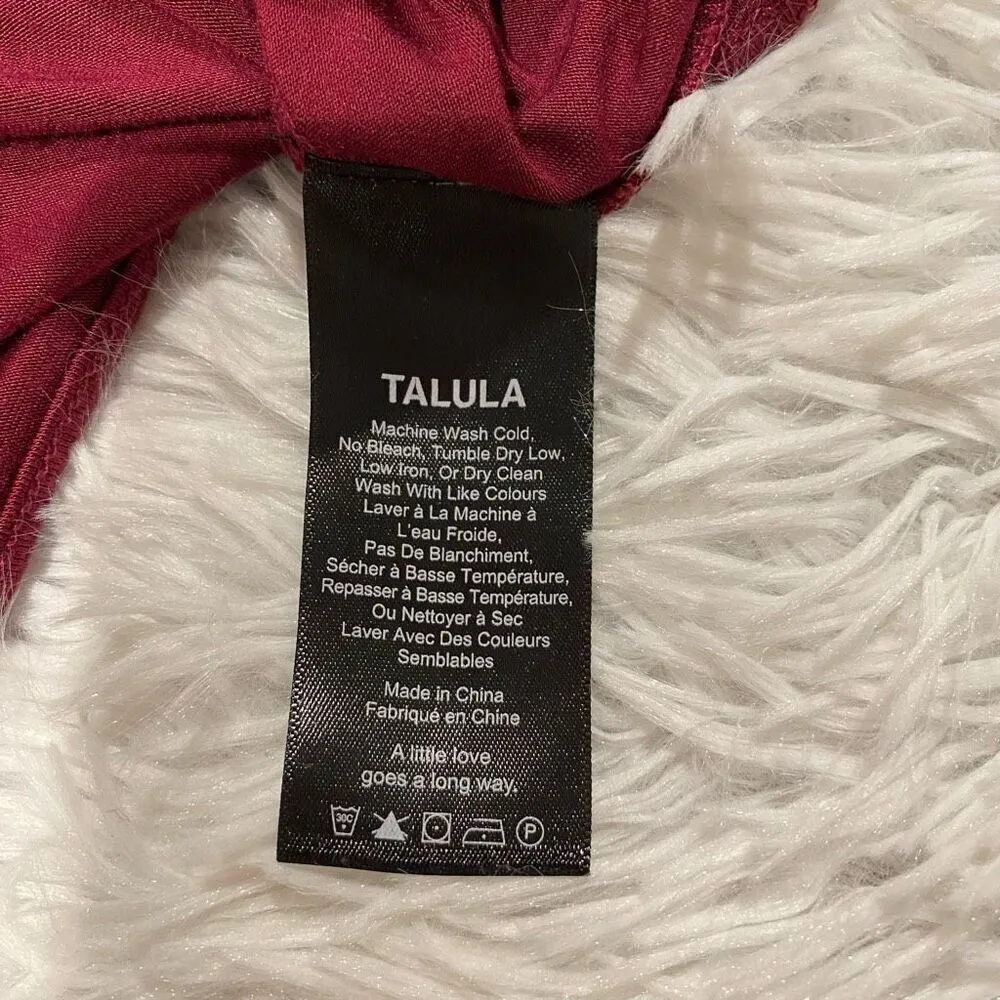 TALULA
Machine Wash Cold,
No Bleach, Tumble Dry Low,
Low Iron, Or Dry Clean
Wash With Like Colours
Laver à La Machine à
L'eau Froide,
Pas De Blanchiment,
Sécher à Basse Température,
Repasser à Basse Température,
Ou Nettoyer à Sec
Laver Avec Des Couleurs
Semblables
Made in China
Fabriqué en Chine
A little love
goes a long way.
30C P